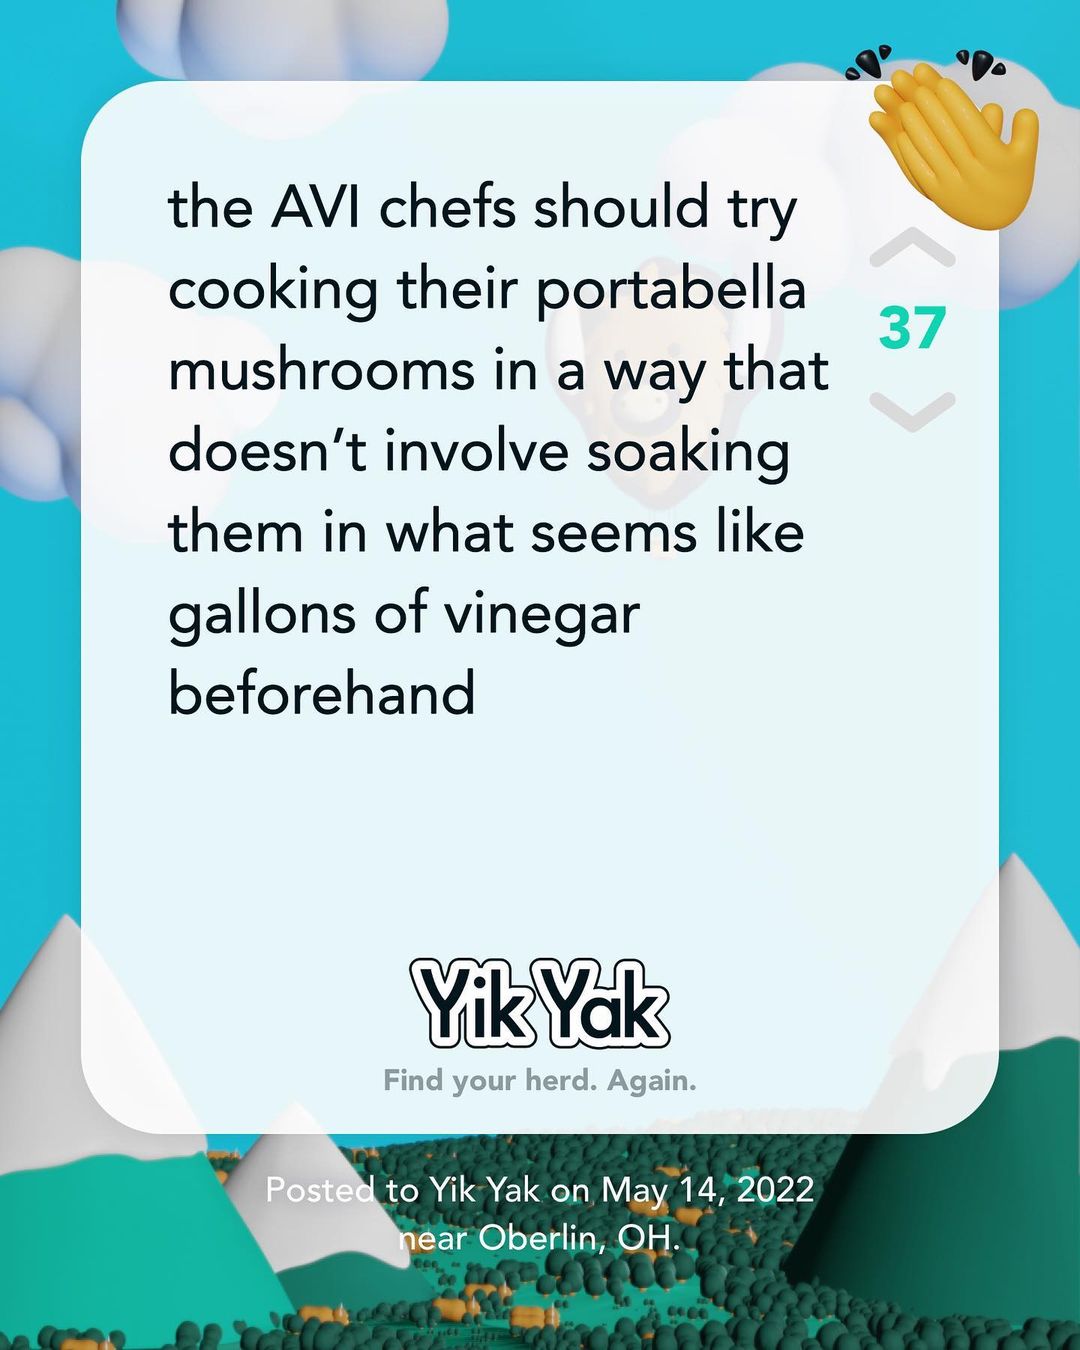 the AVI chefs should try
cooking their portabella
mushrooms in a way that
doesn’t involve soaking
them in what seems like
gallons of vinegar
beforehand
37
Yik Yak
Find your herd. Again.
Posted to Yik Yak on May 14, 2022
near Oberlin, OH.